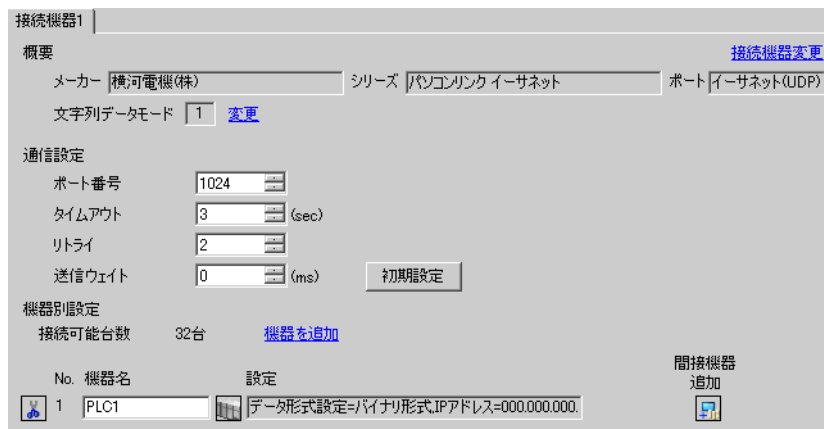 接続機器1
概要 接続機器変更
メーカー 横河電機(株) シリーズ パソコンリンク イーサネット ポート イーサネット(UDP)
文字列データモード 1 変更
通信設定
ポート番号 1024
タイムアウト 3 (sec)
リトライ 2
送信ウェイト 0 (ms) 初期設定
機器別設定
接続可能台数 32台 機器を追加
間接機器
No. 機器名 設定 追加
1 PLC1 データ形式設定=バイナリ形式,IPアドレス=000.000.000.